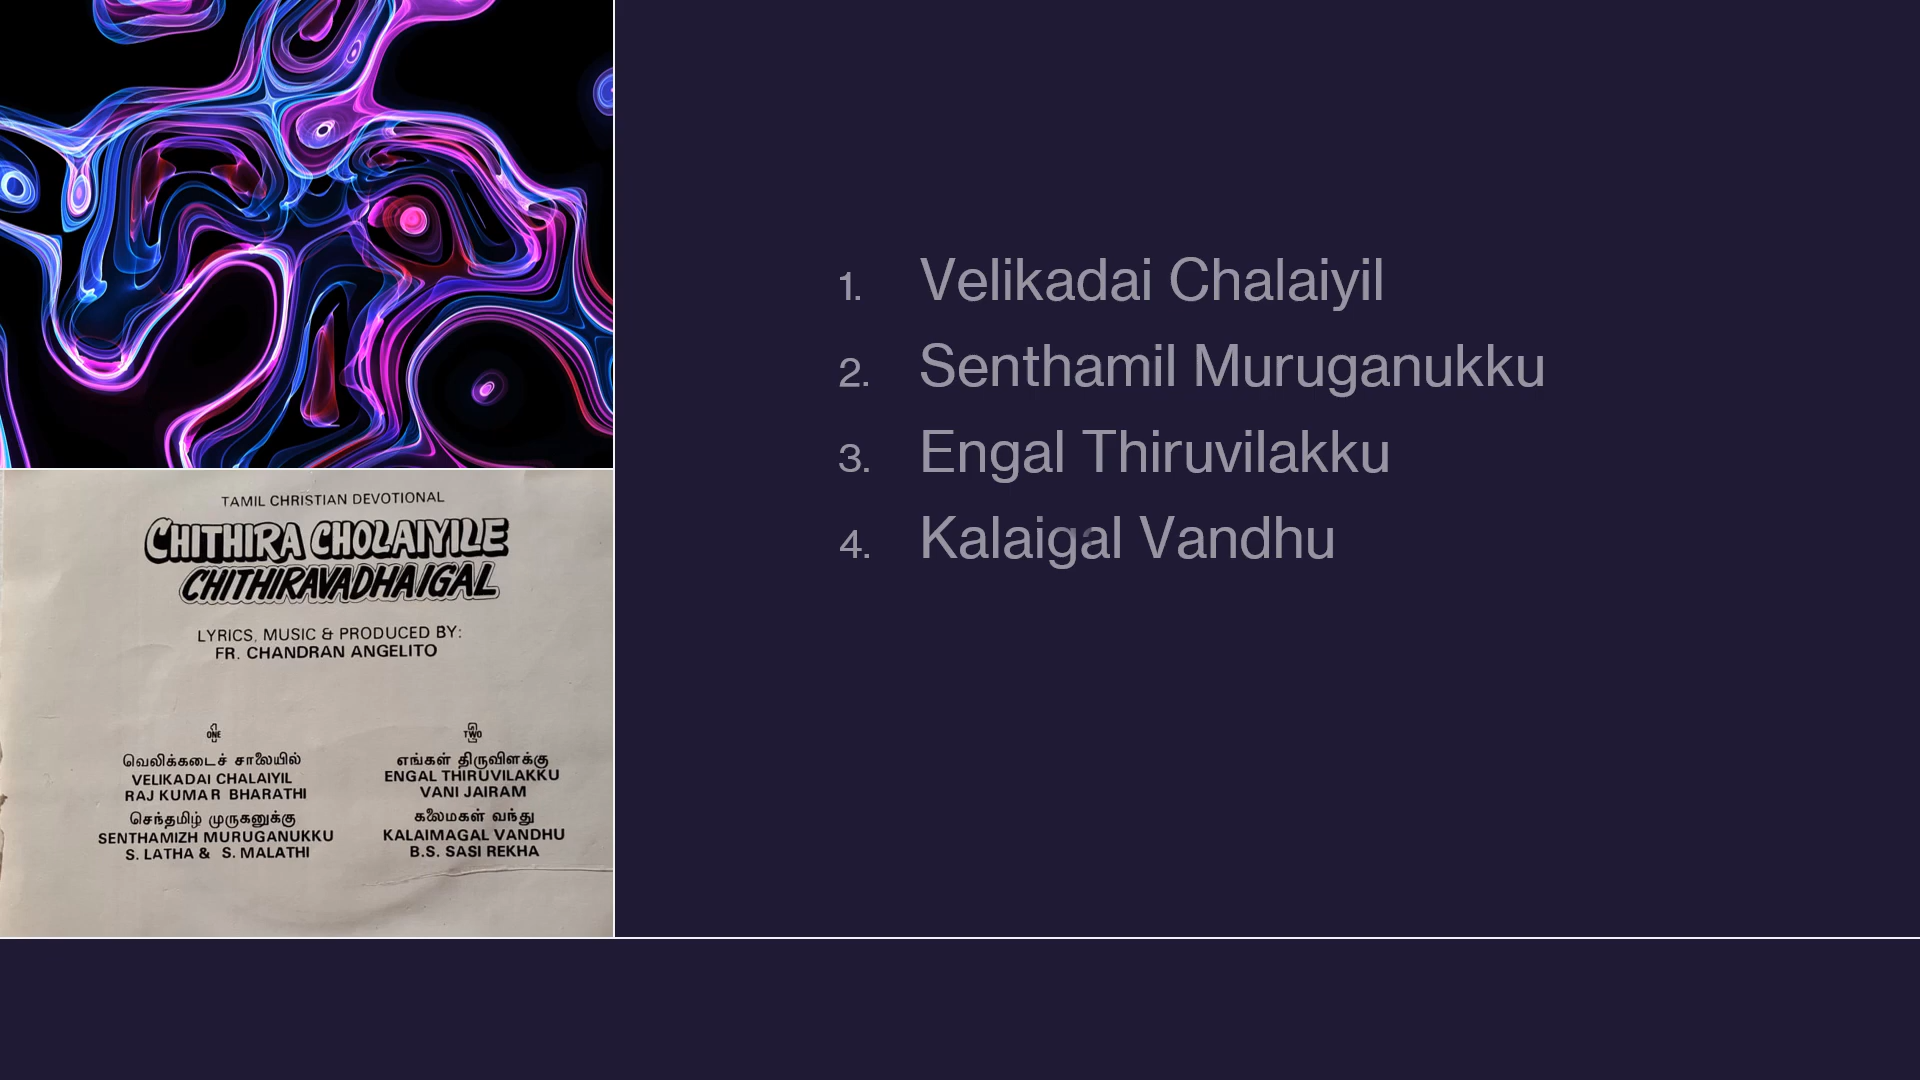 1. Velikadai Chalaiyil
2. Senthamil Muruganukku
3. Engal Thiruvilakku
4. Kalaigal Vandhu
TAMIL CHRISTIAN DEVOTIONAL
CHITHIRA CHOLAIYILE
CHITHIRAVADHAIGAL
LYRICS, MUSIC & PRODUCED BY:
FR. CHANDRAN ANGELITO
ONE
வெலிக்கடைச் சாலையில்
VELIKADAI CHALAIYIL
RAJ KUMAR BHARATHI
செந்தமிழ் முருகனுக்கு
SENTHAMIZH MURUGANUKKU
S. LATHA & S. MALATHI
TWO
எங்கள் திருவிளக்கு
ENGAL THIRUVILAKKU
VANI JAIRAM
கலைமகள் வந்து
KALAIMAGAL VANDHU
B.S. SASI REKHA